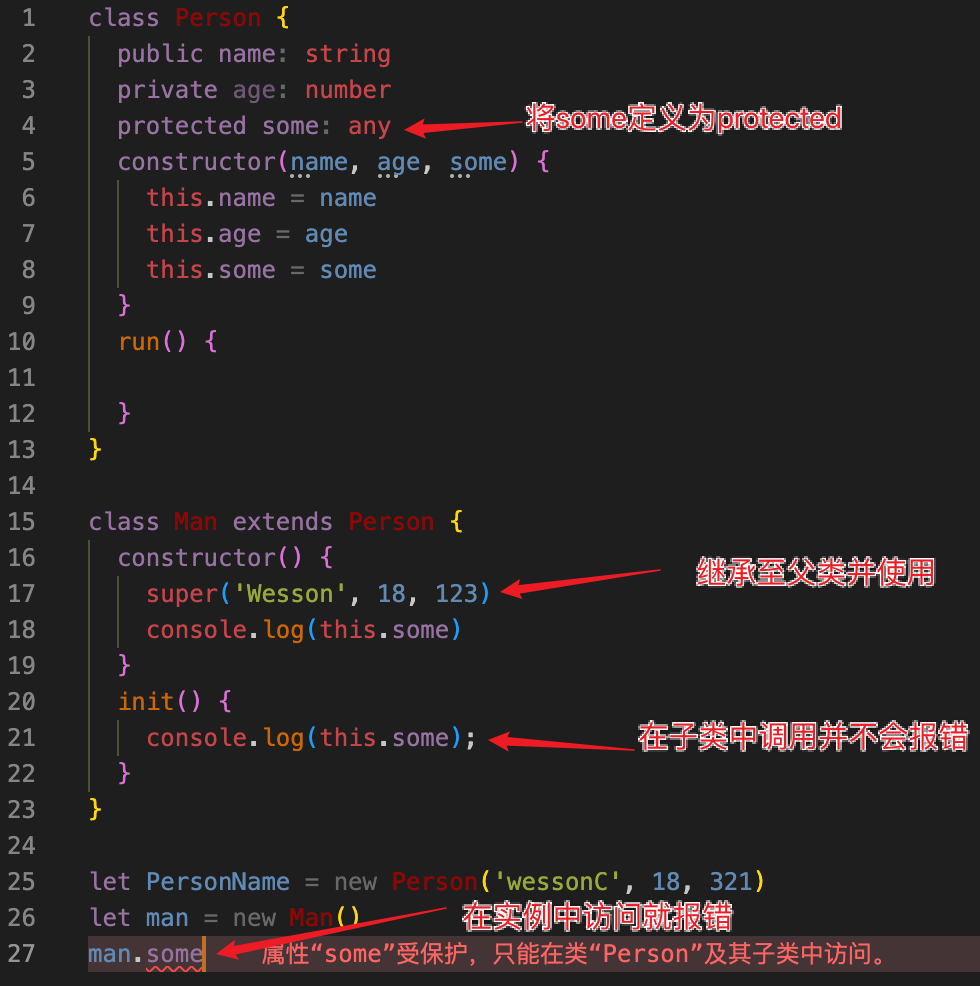 1 class Person {
2 public name: string
3 private age: number
4 protected some: any 将some定义为protected
5 constructor(name, age, some) {
6 this.name = name
7 this.age = age
8 this.some = some
9 }
10 run() {
11
12 }
13 }
14
15 class Man extends Person {
16 constructor() {
17 super('Wesson', 18, 123) 继承至父类并使用
18 console.log(this.some)
19 }
20 init() {
21 console.log(this.some); 在子类中调用并不会报错
22 }
23 }
24
25 let PersonName = new Person('wessonC', 18, 321)
26 let man = new Man() 在实例中访问就报错
27 man.some 属性“some”受保护，只能在类“Person”及其子类中访问。